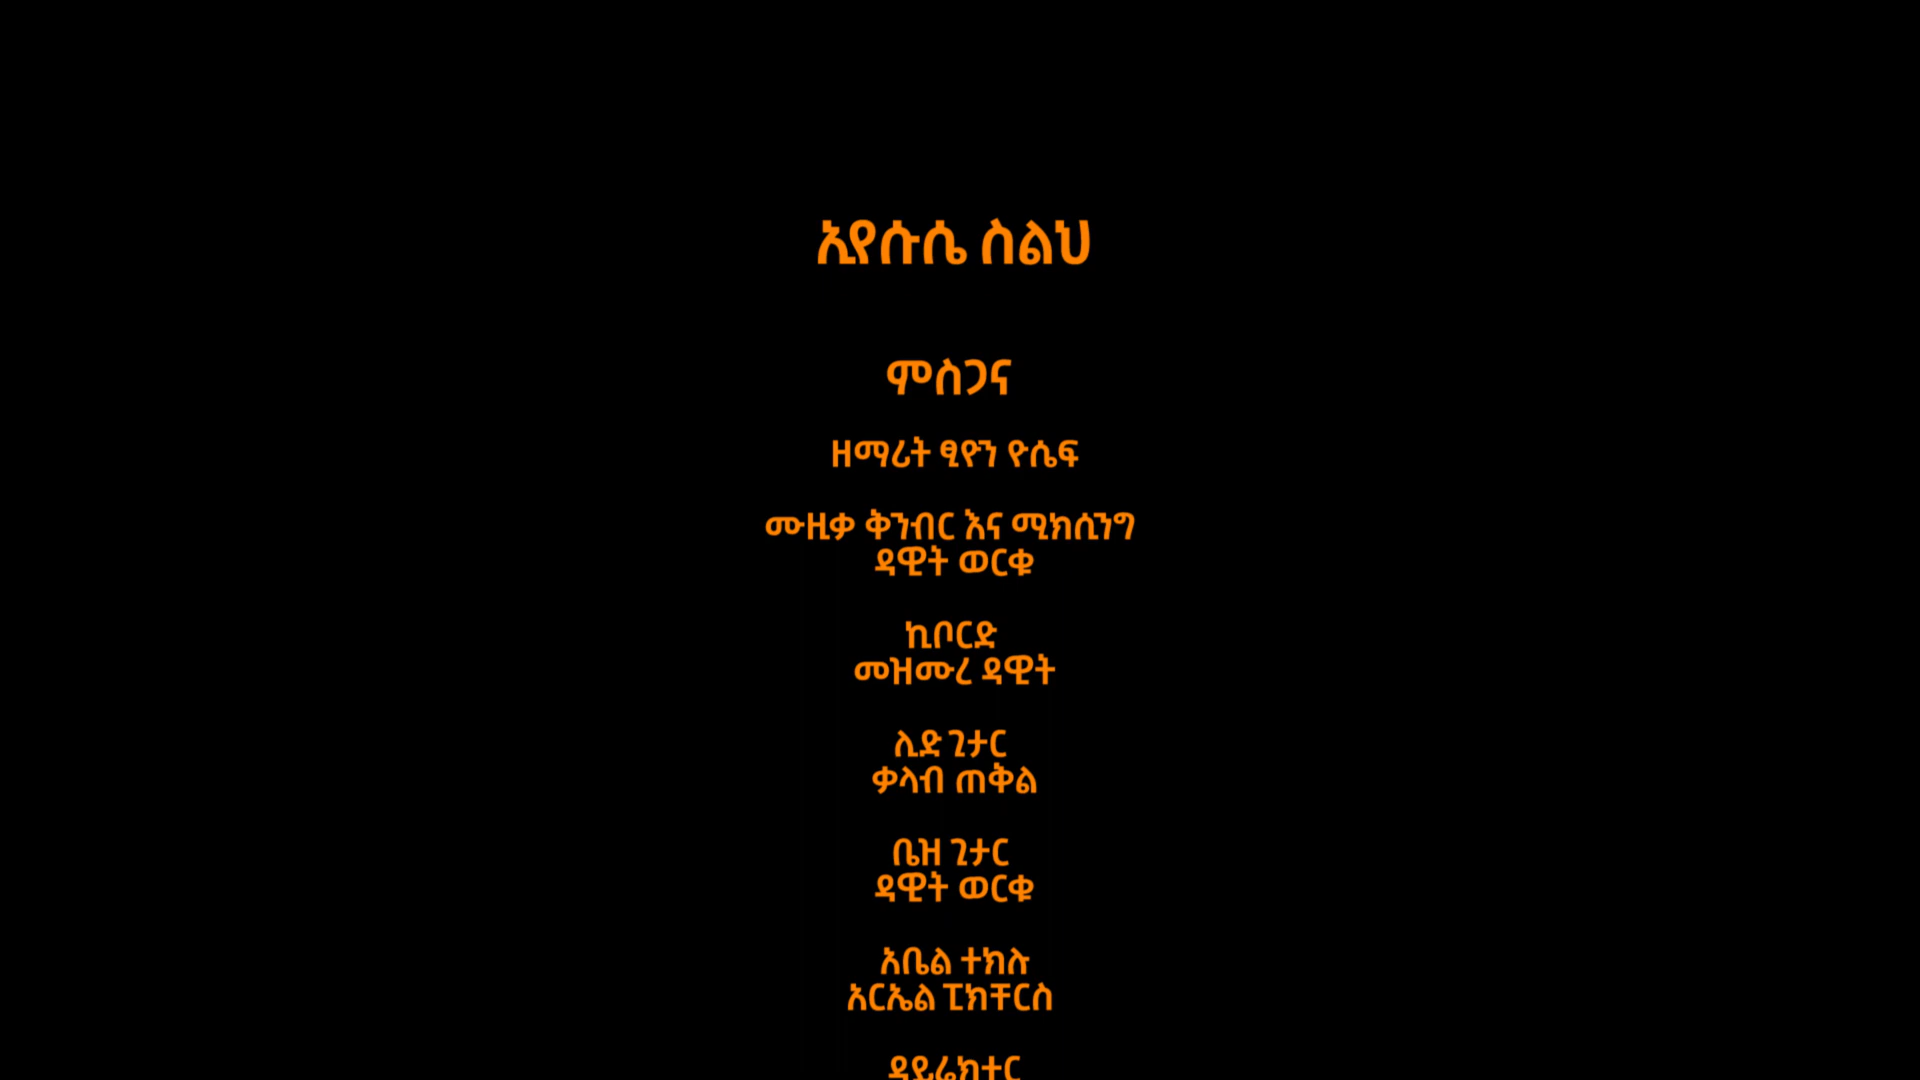 ኢየሱሴ ስልህ
ምስጋና
ዘማሪት ፂዮን ዮሴፍ
ሙዚቃ ቅንብር እና ሚክሲንግ
ዳዊት ወርቁ
ኪቦርድ
መዝሙረ ዳዊት
ሊድ ጊታር
ቃላብ ጠቅል
ቤዝ ጊታር
ዳዊት ወርቁ
አቤል ተክሉ
አርኤል ፒክቸርስ
ዳይሬክተር